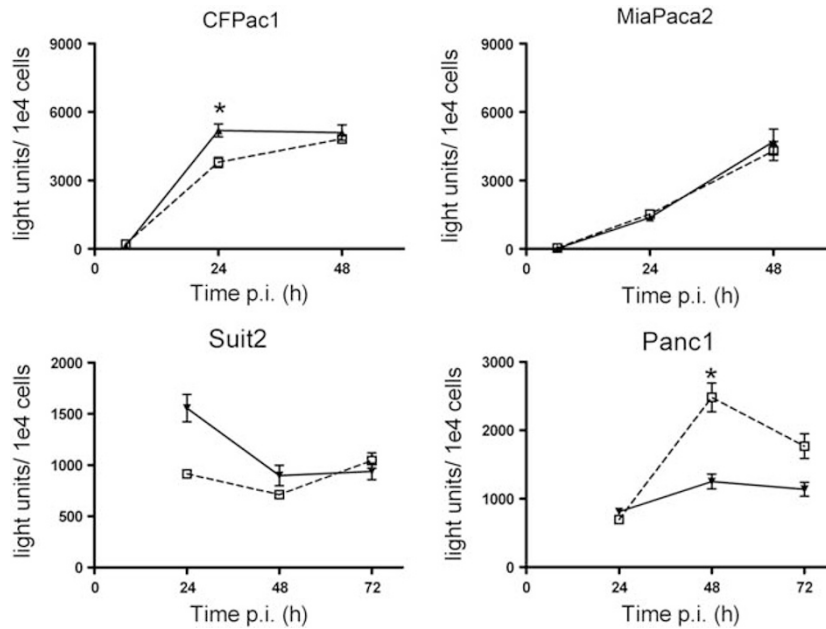 CFPac1
light units/ 1e4 cells
9000
6000
3000
0
*
0 24 48
Time p.i. (h)
MiaPaca2
light units/ 1e4 cells
9000
6000
3000
0
0 24 48
Time p.i. (h)
Suit2
light units/ 1e4 cells
2000
1500
1000
500
0
0 24 48 72
Time p.i. (h)
Panc1
light units/ 1e4 cells
3000
2000
1000
0
*
0 24 48 72
Time p.i. (h)